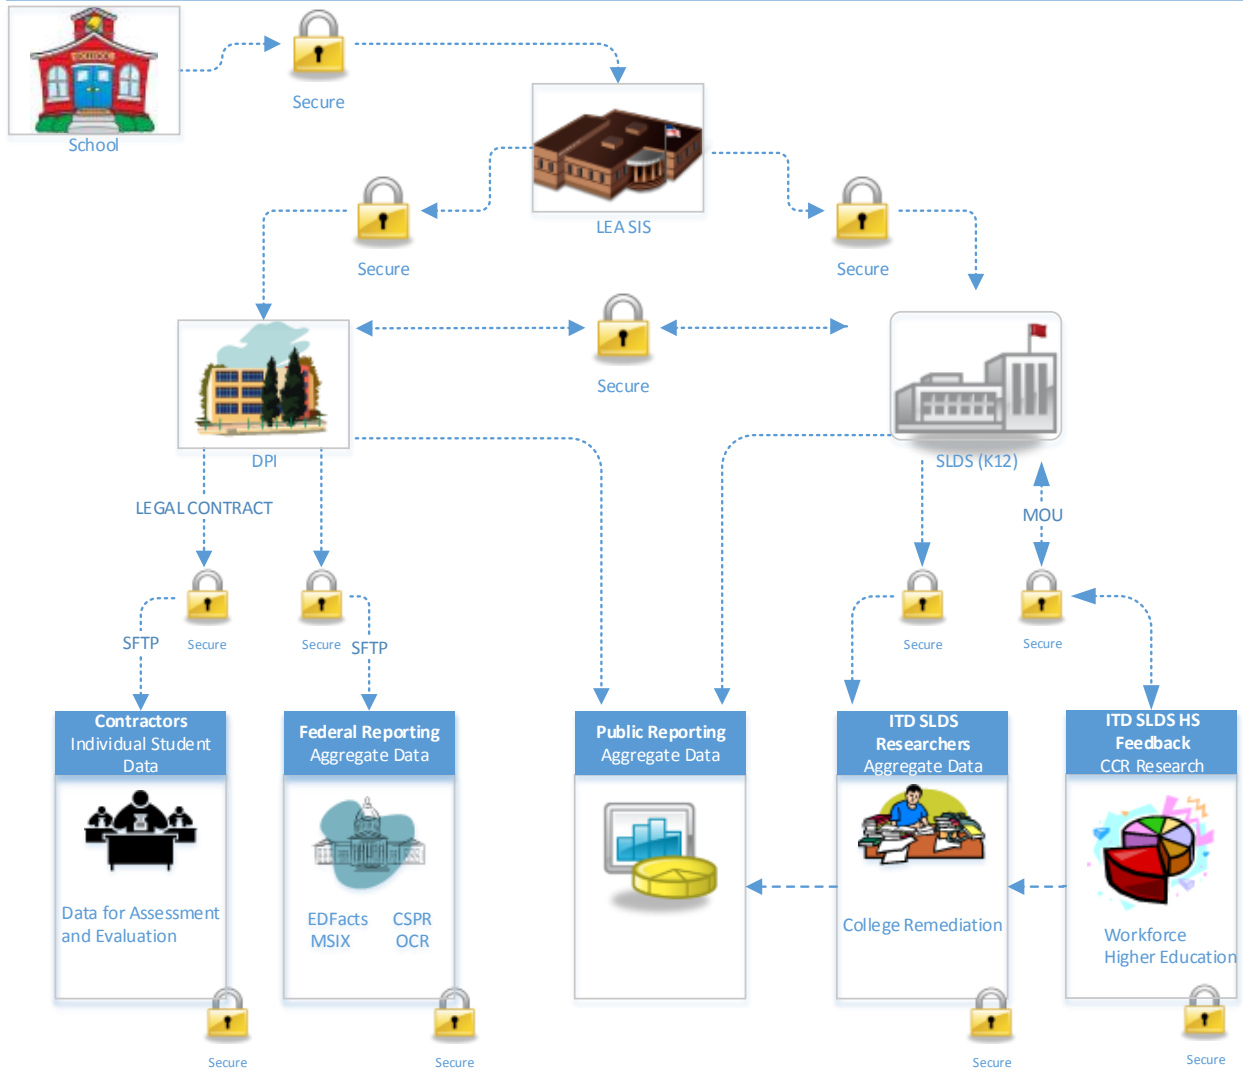 Secure
School
LEA SIS
Secure
Secure
Secure
DPI
SLDS (K12)
LEGAL CONTRACT
MOU
Secure
Secure
Secure
Secure
SFTP
SFTP
Contractors
Individual Student
Data
Federal Reporting
Aggregate Data
Public Reporting
Aggregate Data
ITD SLDS
Researchers
Aggregate Data
ITD SLDS HS
Feedback
CCR Research
Data for Assessment
and Evaluation
EDFacts CSPR
MSIX OCR
College Remediation
Workforce
Higher Education
Secure
Secure
Secure
Secure